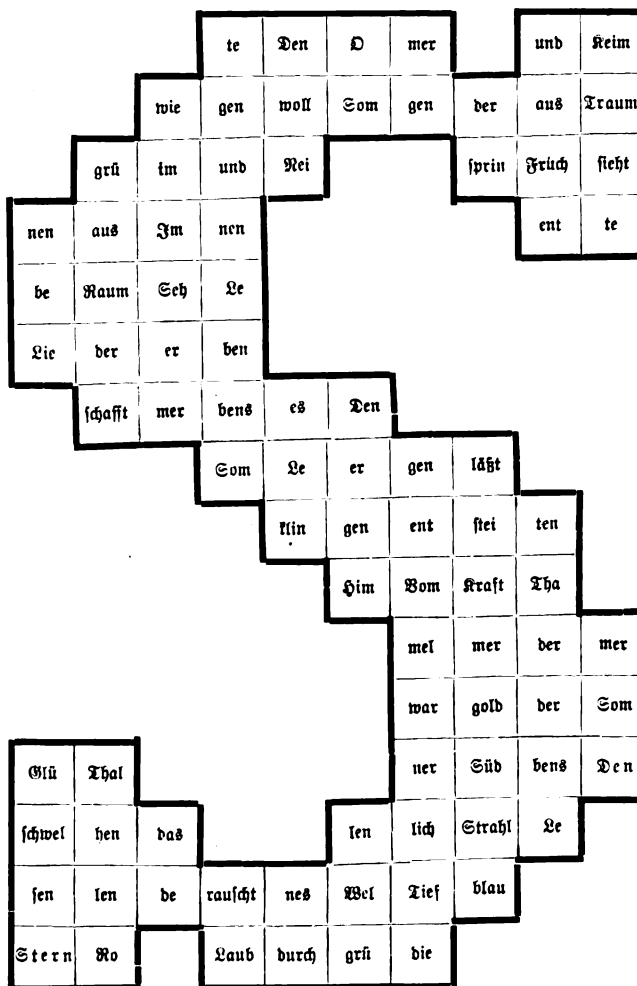 te Den O mer und Keim
wie gen woll Som gen der aus Traum
grü im und Nei sprin Früch sieht
nen aus Im nen ent te
be Raum Seh Le
Lie der er ben
schafft mer bens es Den
Som Le er gen läßt
klin gen ent stei ten
Him Vom Kraft Tha
mel mer der mer
war gold der Som
Glü Thal ner Süd bens Den
schwel hen das len lich Strahl Le
sen len de rauscht nes Wel Tief blau
Stern Ro Laub durch grü die